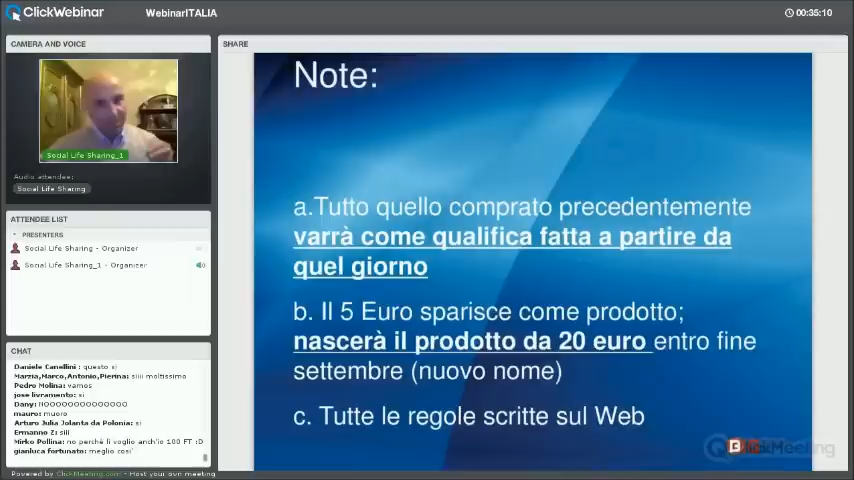 ClickWebinar
WebinarITALIA
00:35:10
CAMERA AND VOICE
Social Life Sharing_1
Audio attendee:
Social Life Sharing
ATTENDEE LIST
PRESENTERS
Social Life Sharing - Organizer
Social Life Sharing_1 - Organizer
CHAT
Daniele Canellini : questo si
Marzia,Marco,Antonio,Pierina: siiii moltissimo
Pedro Molina: vamos
jose livramento: si
Dany: NOOOOOOOOOOOOO
mauro: muoro
Arturo Julia Jolanta da Polonia: si
Ermanno Z: siii
Mirko Pollina: no perchè li voglio anch'io 100 FT :D
gianluca fortunato: meglio cosi'
Powered by ClickMeeting.com - Host your own meeting
SHARE
Note:
a.Tutto quello comprato precedentemente
varrà come qualifica fatta a partire da
quel giorno
b. Il 5 Euro sparisce come prodotto;
nascerà il prodotto da 20 euro entro fine
settembre (nuovo nome)
c. Tutte le regole scritte sul Web
ClickMeeting